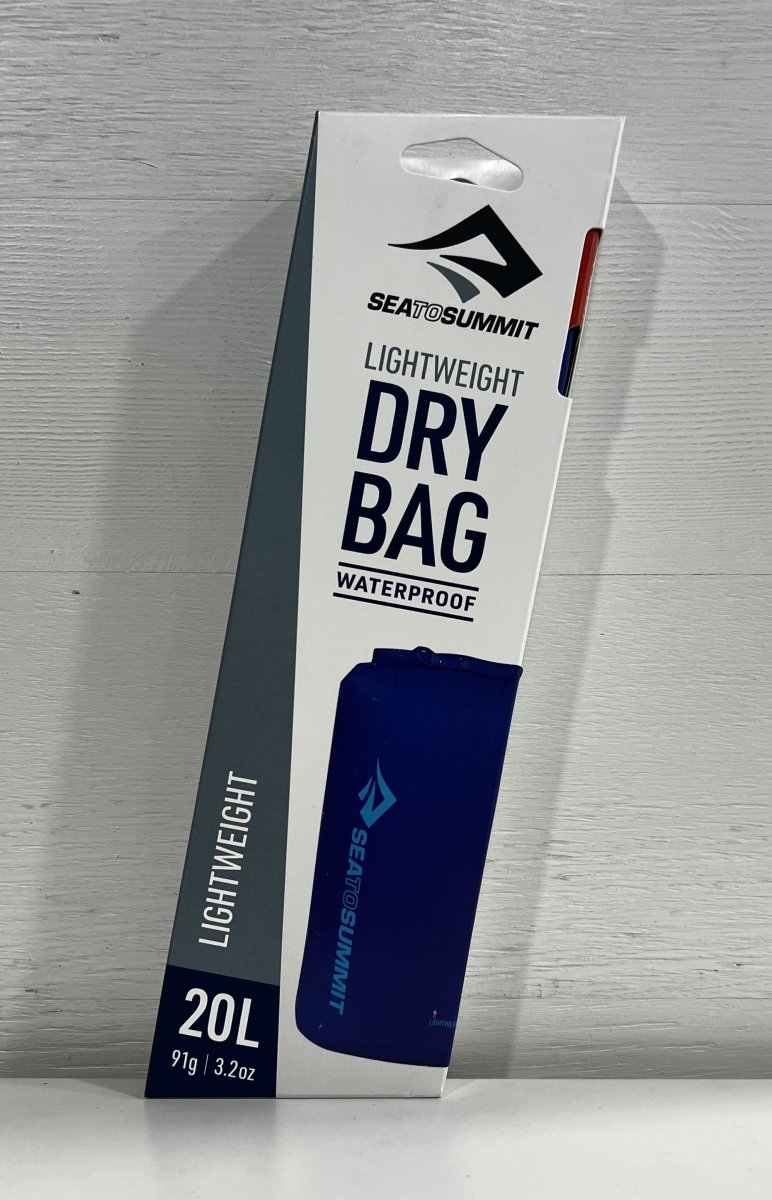 SEATOSUMMIT
LIGHTWEIGHT
DRY
BAG
WATERPROOF
SEATOSUMMIT
LIGHTWEIGHT
20L
91g | 3.2oz